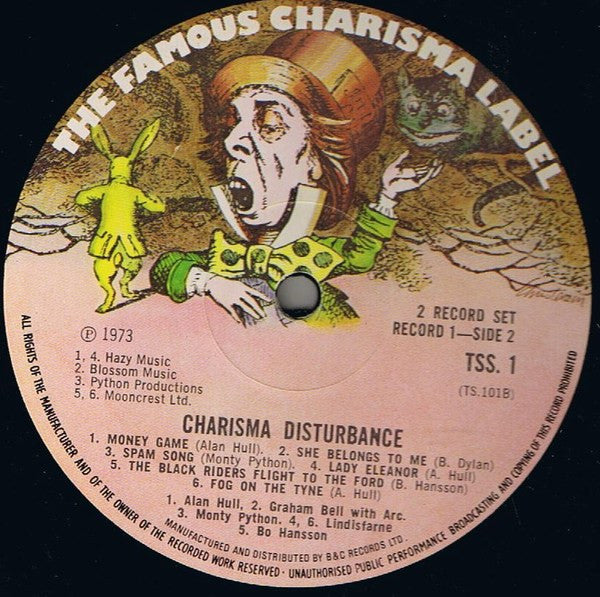 THE FAMOUS CHARISMA LABEL
2 RECORD SET
RECORD 1—SIDE 2
TSS. 1
(TS.101B)
Ⓟ 1973
1, 4. Hazy Music
2. Blossom Music
3. Python Productions
5, 6. Mooncrest Ltd.
CHARISMA DISTURBANCE
1. MONEY GAME (Alan Hull). 2. SHE BELONGS TO ME (B. Dylan)
3. SPAM SONG (Monty Python). 4. LADY ELEANOR (A. Hull)
5. THE BLACK RIDERS FLIGHT TO THE FORD (B. Hansson)
6. FOG ON THE TYNE (A. Hull)
1. Alan Hull, 2. Graham Bell with Arc.
3. Monty Python. 4, 6. Lindisfarne
5. Bo Hansson
MANUFACTURED AND DISTRIBUTED BY B&C RECORDS LTD.
ALL RIGHTS OF THE MANUFACTURER AND OF THE OWNER OF THE RECORDED WORK RESERVED · UNAUTHORISED PUBLIC PERFORMANCE BROADCASTING AND COPYING OF THIS RECORD PROHIBITED